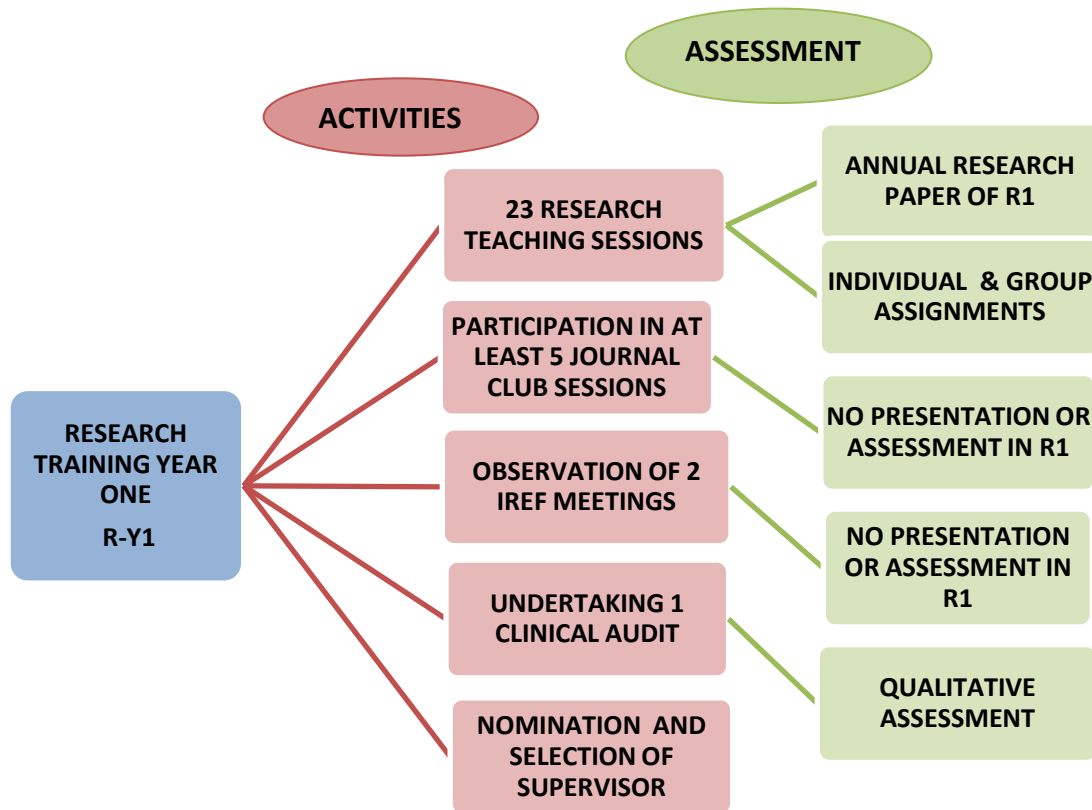 ASSESSMENT
ACTIVITIES
RESEARCH
TRAINING YEAR
ONE
R-Y1
23 RESEARCH
TEACHING SESSIONS
PARTICIPATION IN AT
LEAST 5 JOURNAL
CLUB SESSIONS
OBSERVATION OF 2
IREF MEETINGS
UNDERTAKING 1
CLINICAL AUDIT
NOMINATION AND
SELECTION OF
SUPERVISOR
ANNUAL RESEARCH
PAPER OF R1
INDIVIDUAL & GROUP
ASSIGNMENTS
NO PRESENTATION OR
ASSESSMENT IN R1
NO PRESENTATION
OR ASSESSMENT IN
R1
QUALITATIVE
ASSESSMENT